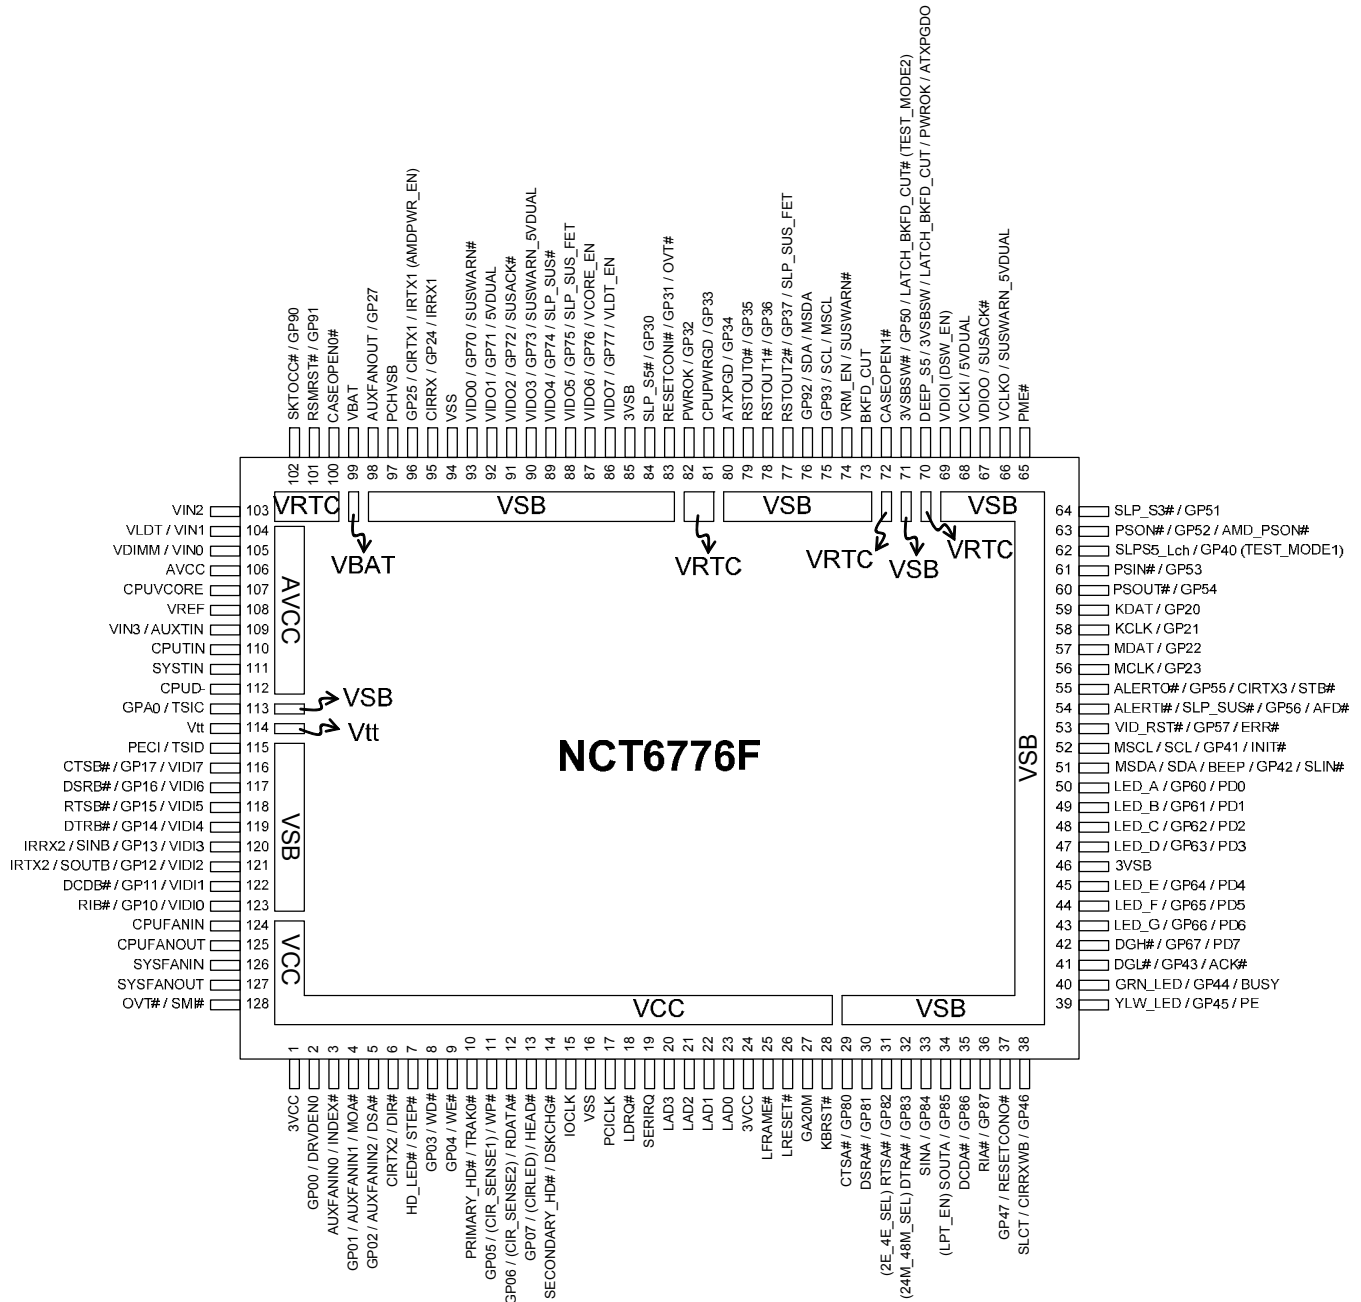 SKTOCC# / GP90
RSMRST# / GP91
CASEOPEN0#
VBAT
AUXFANOUT / GP27
PCHVSB
GP25 / CIRTX1 / IRTX1 (AMDPWR_EN)
CIRRX / GP24 / IRRX1
VSS
VIDO0 / GP70 / SUSWARN#
VIDO1 / GP71 / 5VDUAL
VIDO2 / GP72 / SUSACK#
VIDO3 / GP73 / SUSWARN_5VDUAL
VIDO4 / GP74 / SLP_SUS#
VIDO5 / GP75 / SLP_SUS_FET
VIDO6 / GP76 / VCORE_EN
VIDO7 / GP77 / VLDT_EN
3VSB
SLP_S5# / GP30
RESETCONI# / GP31 / OVT#
PWROK / GP32
CPUPWRGD / GP33
ATXPGD / GP34
RSTOUT0# / GP35
RSTOUT1# / GP36
RSTOUT2# / GP37 / SLP_SUS_FET
GP92 / SDA / MSDA
GP93 / SCL / MSCL
VRM_EN / SUSWARN#
BKFD_CUT
CASEOPEN1#
3VSBSW# / GP50 / LATCH_BKFD_CUT# (TEST_MODE2)
DEEP_S5 / 3VSBSW / LATCH_BKFD_CUT / PWROK / ATXPGDO
VDIOI (DSW_EN)
VCLKI / 5VDUAL
VDIOO / SUSACK#
VCLKO / SUSWARN_5VDUAL
PME#
102 101 100 99 98 97 96 95 94 93 92 91 90 89 88 87 86 85 84 83 82 81 80 79 78 77 76 75 74 73 72 71 70 69 68 67 66 65
VRTC VSB VSB VSB
VBAT VRTC VRTC VSB VRTC
VIN2 103
VLDT / VIN1 104
VDIMM / VIN0 105
AVCC 106
CPUVCORE 107
VREF 108
VIN3 / AUXTIN 109
CPUTIN 110
SYSTIN 111
CPUD- 112
GPA0 / TSIC 113
Vtt 114
PECI / TSID 115
CTSB# / GP17 / VIDI7 116
DSRB# / GP16 / VIDI6 117
RTSB# / GP15 / VIDI5 118
DTRB# / GP14 / VIDI4 119
IRRX2 / SINB / GP13 / VIDI3 120
IRTX2 / SOUTB / GP12 / VIDI2 121
DCDB# / GP11 / VIDI1 122
RIB# / GP10 / VIDI0 123
CPUFANIN 124
CPUFANOUT 125
SYSFANIN 126
SYSFANOUT 127
OVT# / SMI# 128
AVCC
VSB
Vtt
VSB
VCC
NCT6776F
VSB
VCC
VSB
64 SLP_S3# / GP51
63 PSON# / GP52 / AMD_PSON#
62 SLPS5_Lch / GP40 (TEST_MODE1)
61 PSIN# / GP53
60 PSOUT# / GP54
59 KDAT / GP20
58 KCLK / GP21
57 MDAT / GP22
56 MCLK / GP23
55 ALERTO# / GP55 / CIRTX3 / STB#
54 ALERTI# / SLP_SUS# / GP56 / AFD#
53 VID_RST# / GP57 / ERR#
52 MSCL / SCL / GP41 / INIT#
51 MSDA / SDA / BEEP / GP42 / SLIN#
50 LED_A / GP60 / PD0
49 LED_B / GP61 / PD1
48 LED_C / GP62 / PD2
47 LED_D / GP63 / PD3
46 3VSB
45 LED_E / GP64 / PD4
44 LED_F / GP65 / PD5
43 LED_G / GP66 / PD6
42 DGH# / GP67 / PD7
41 DGL# / GP43 / ACK#
40 GRN_LED / GP44 / BUSY
39 YLW_LED / GP45 / PE
1 2 3 4 5 6 7 8 9 10 11 12 13 14 15 16 17 18 19 20 21 22 23 24 25 26 27 28 29 30 31 32 33 34 35 36 37 38
3VCC
GP00 / DRVDEN0
AUXFANIN0 / INDEX#
GP01 / AUXFANIN1 / MOA#
GP02 / AUXFANIN2 / DSA#
CIRTX2 / DIR#
HD_LED# / STEP#
GP03 / WD#
GP04 / WE#
PRIMARY_HD# / TRAK0#
GP05 / (CIR_SENSE1) / WP#
GP06 / (CIR_SENSE2) / RDATA#
GP07 / (CIRLED) / HEAD#
SECONDARY_HD# / DSKCHG#
IOCLK
VSS
PCICLK
LDRQ#
SERIRQ
LAD3
LAD2
LAD1
LAD0
3VCC
LFRAME#
LRESET#
GA20M
KBRST#
CTSA# / GP80
DSRA# / GP81
(2E_4E_SEL) RTSA# / GP82
(24M_48M_SEL) DTRA# / GP83
SINA / GP84
(LPT_EN) SOUTA / GP85
DCDA# / GP86
RIA# / GP87
GP47 / RESETCONO#
SLCT / CIRRXWB / GP46